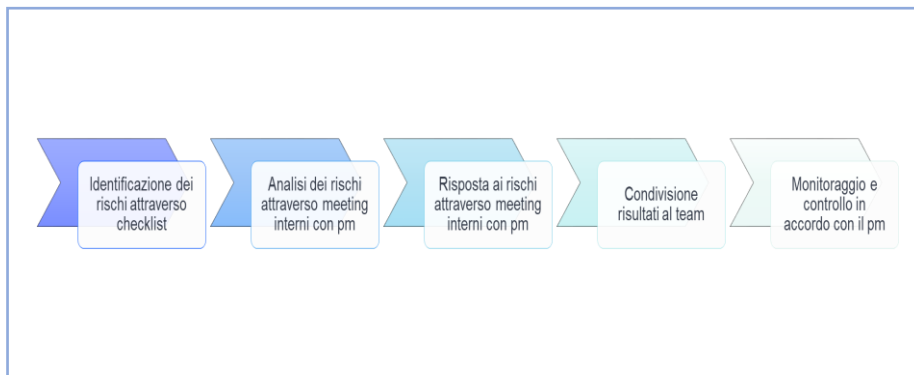 Identificazione dei
rischi attraverso
checklist
Analisi dei rischi
attraverso meeting
interni con pm
Risposta ai rischi
attraverso meeting
interni con pm
Condivisione
risultati al team
Monitoraggio e
controllo in
accordo con il pm